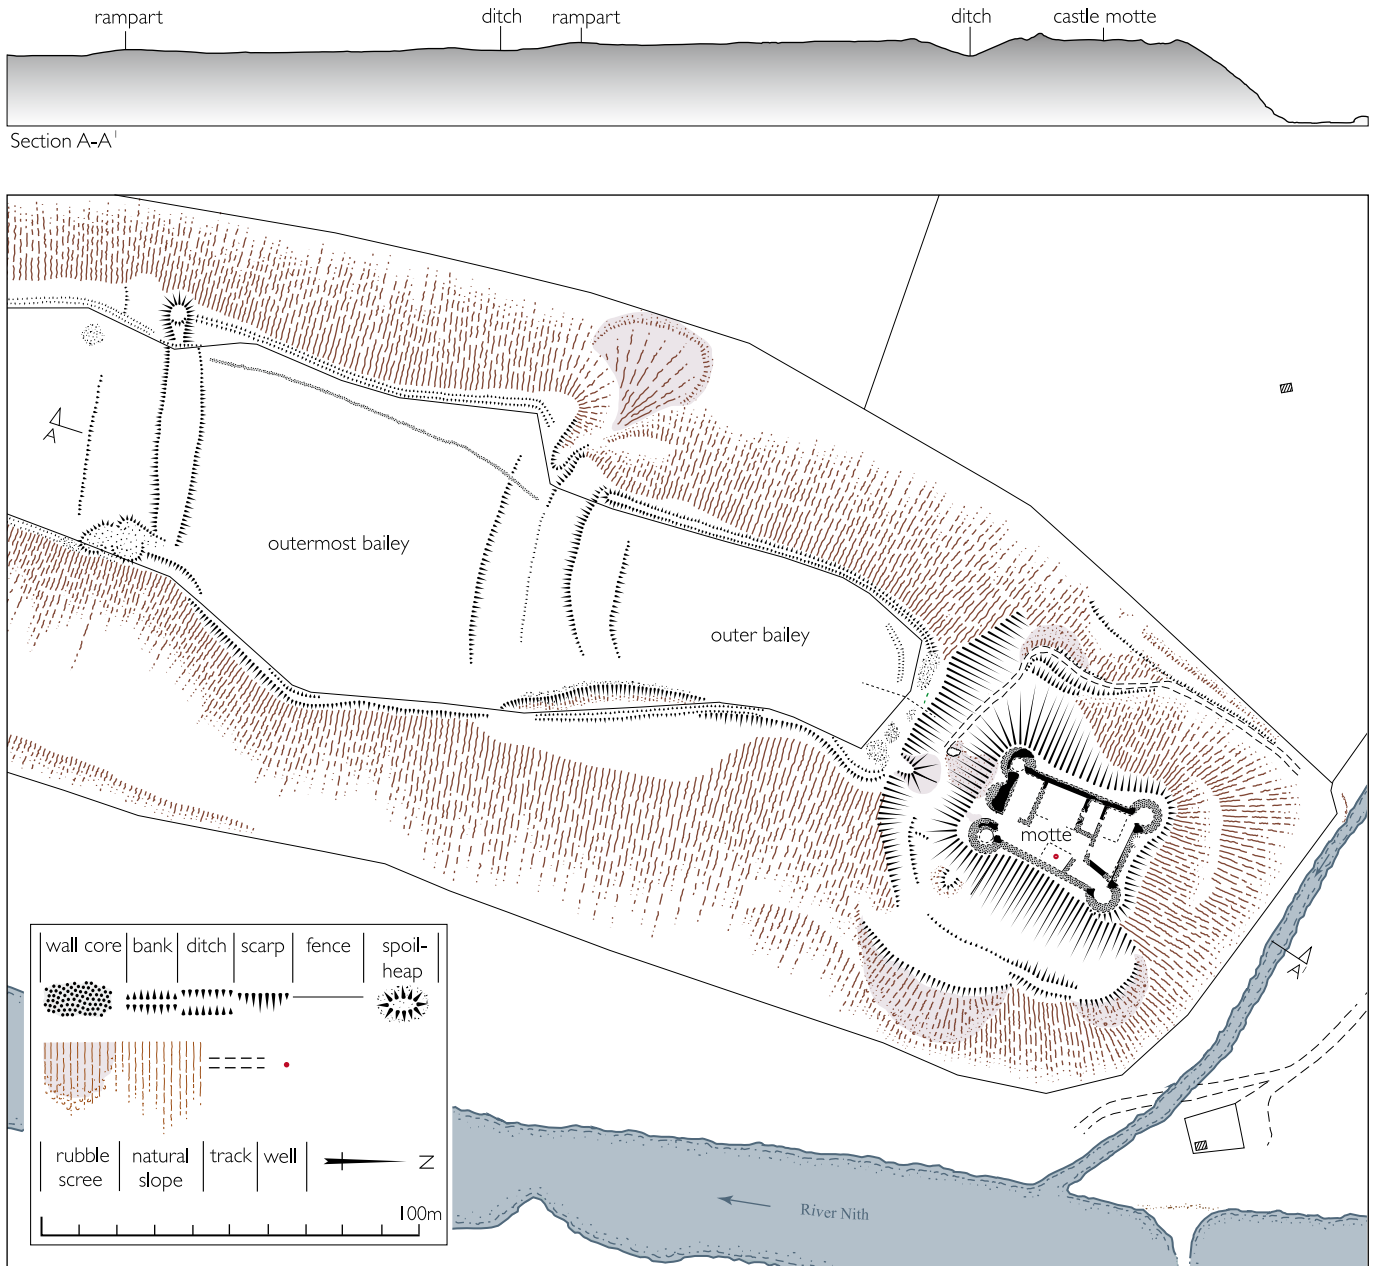 rampart
ditch
rampart
ditch
castle motte
Section A-A'
A
outermost bailey
outer bailey
motte
A'
wall core
bank
ditch
scarp
fence
spoil-
heap
rubble
scree
natural
slope
track
well
N
100m
River Nith